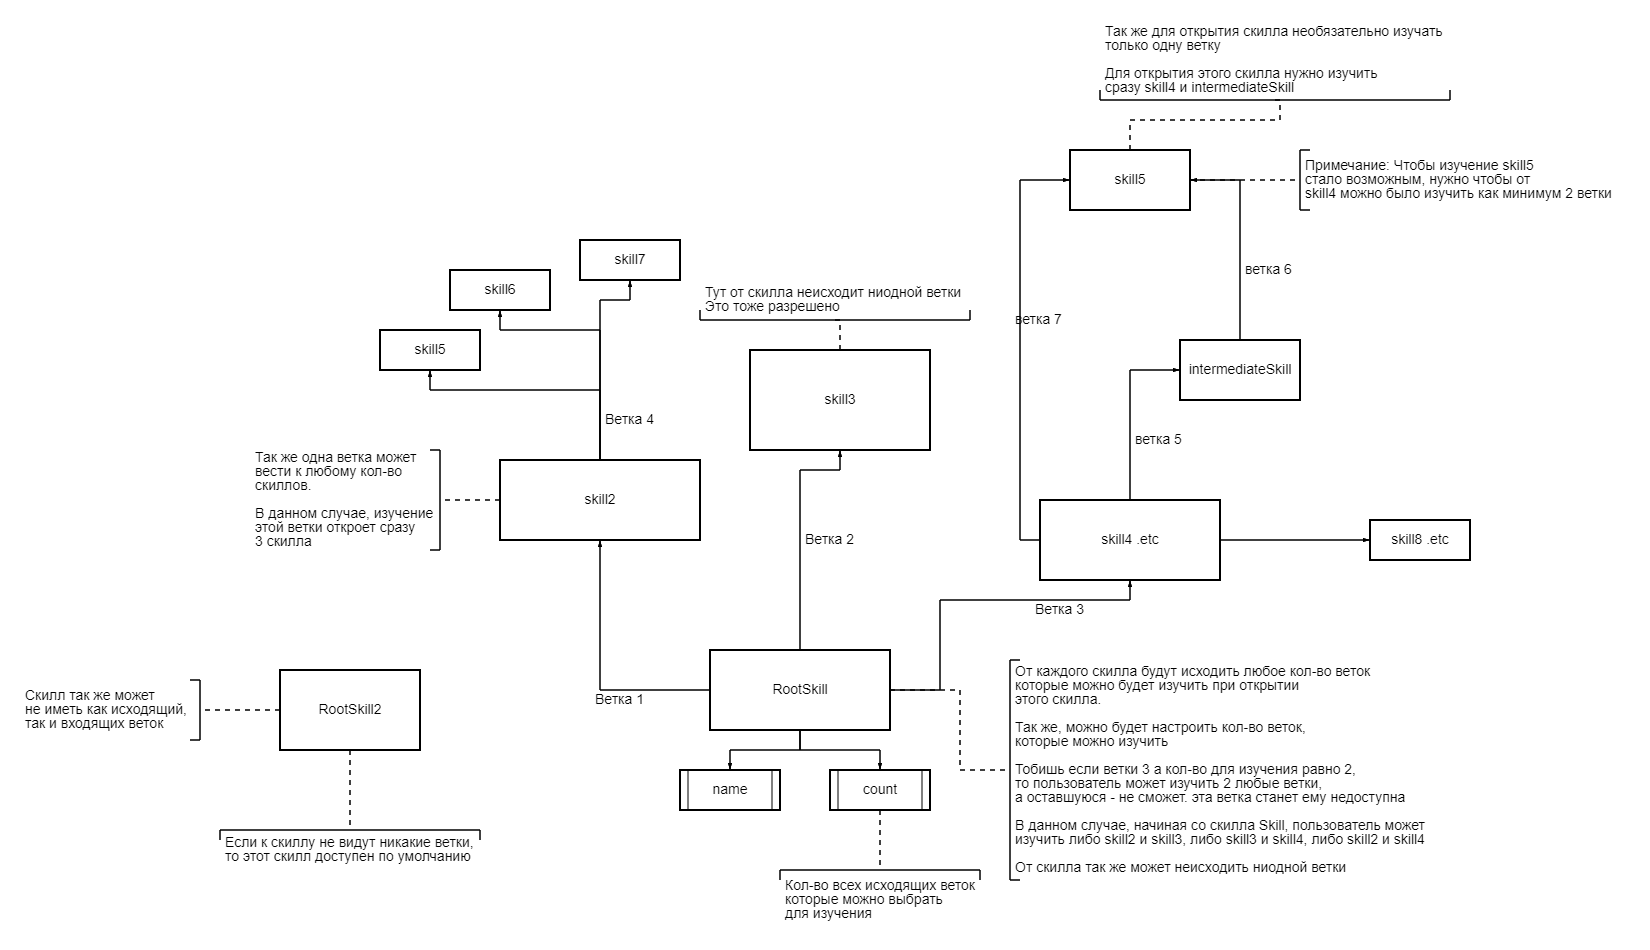 Так же для открытия скилла необязательно изучать
только одну ветку
Для открытия этого скилла нужно изучить
сразу skill4 и intermediateSkill
skill5
Примечание: Чтобы изучение skill5
стало возможным, нужно чтобы от
skill4 можно было изучить как минимум 2 ветки
skill7
ветка 6
skill6
Тут от скилла неисходит ниодной ветки
Это тоже разрешено
ветка 7
skill5
intermediateSkill
skill3
Ветка 4
ветка 5
Так же одна ветка может
вести к любому кол-во
скиллов.
В данном случае, изучение
этой ветки откроет сразу
3 скилла
skill2
Ветка 2
skill4 .etc
skill8 .etc
Ветка 3
RootSkill
Ветка 1
От каждого скилла будут исходить любое кол-во веток
которые можно будет изучить при открытии
этого скилла.
Так же, можно будет настроить кол-во веток,
которые можно изучить
Тобишь если ветки 3 а кол-во для изучения равно 2,
то пользователь может изучить 2 любые ветки,
а оставшуюся - не сможет. эта ветка станет ему недоступна
В данном случае, начиная со скилла Skill, пользователь может
изучить либо skill2 и skill3, либо skill3 и skill4, либо skill2 и skill4
От скилла так же может неисходить ниодной ветки
Скилл так же может
не иметь как исходящий,
так и входящих веток
RootSkill2
name
count
Если к скиллу не видут никакие ветки,
то этот скилл доступен по умолчанию
Кол-во всех исходящих веток
которые можно выбрать
для изучения